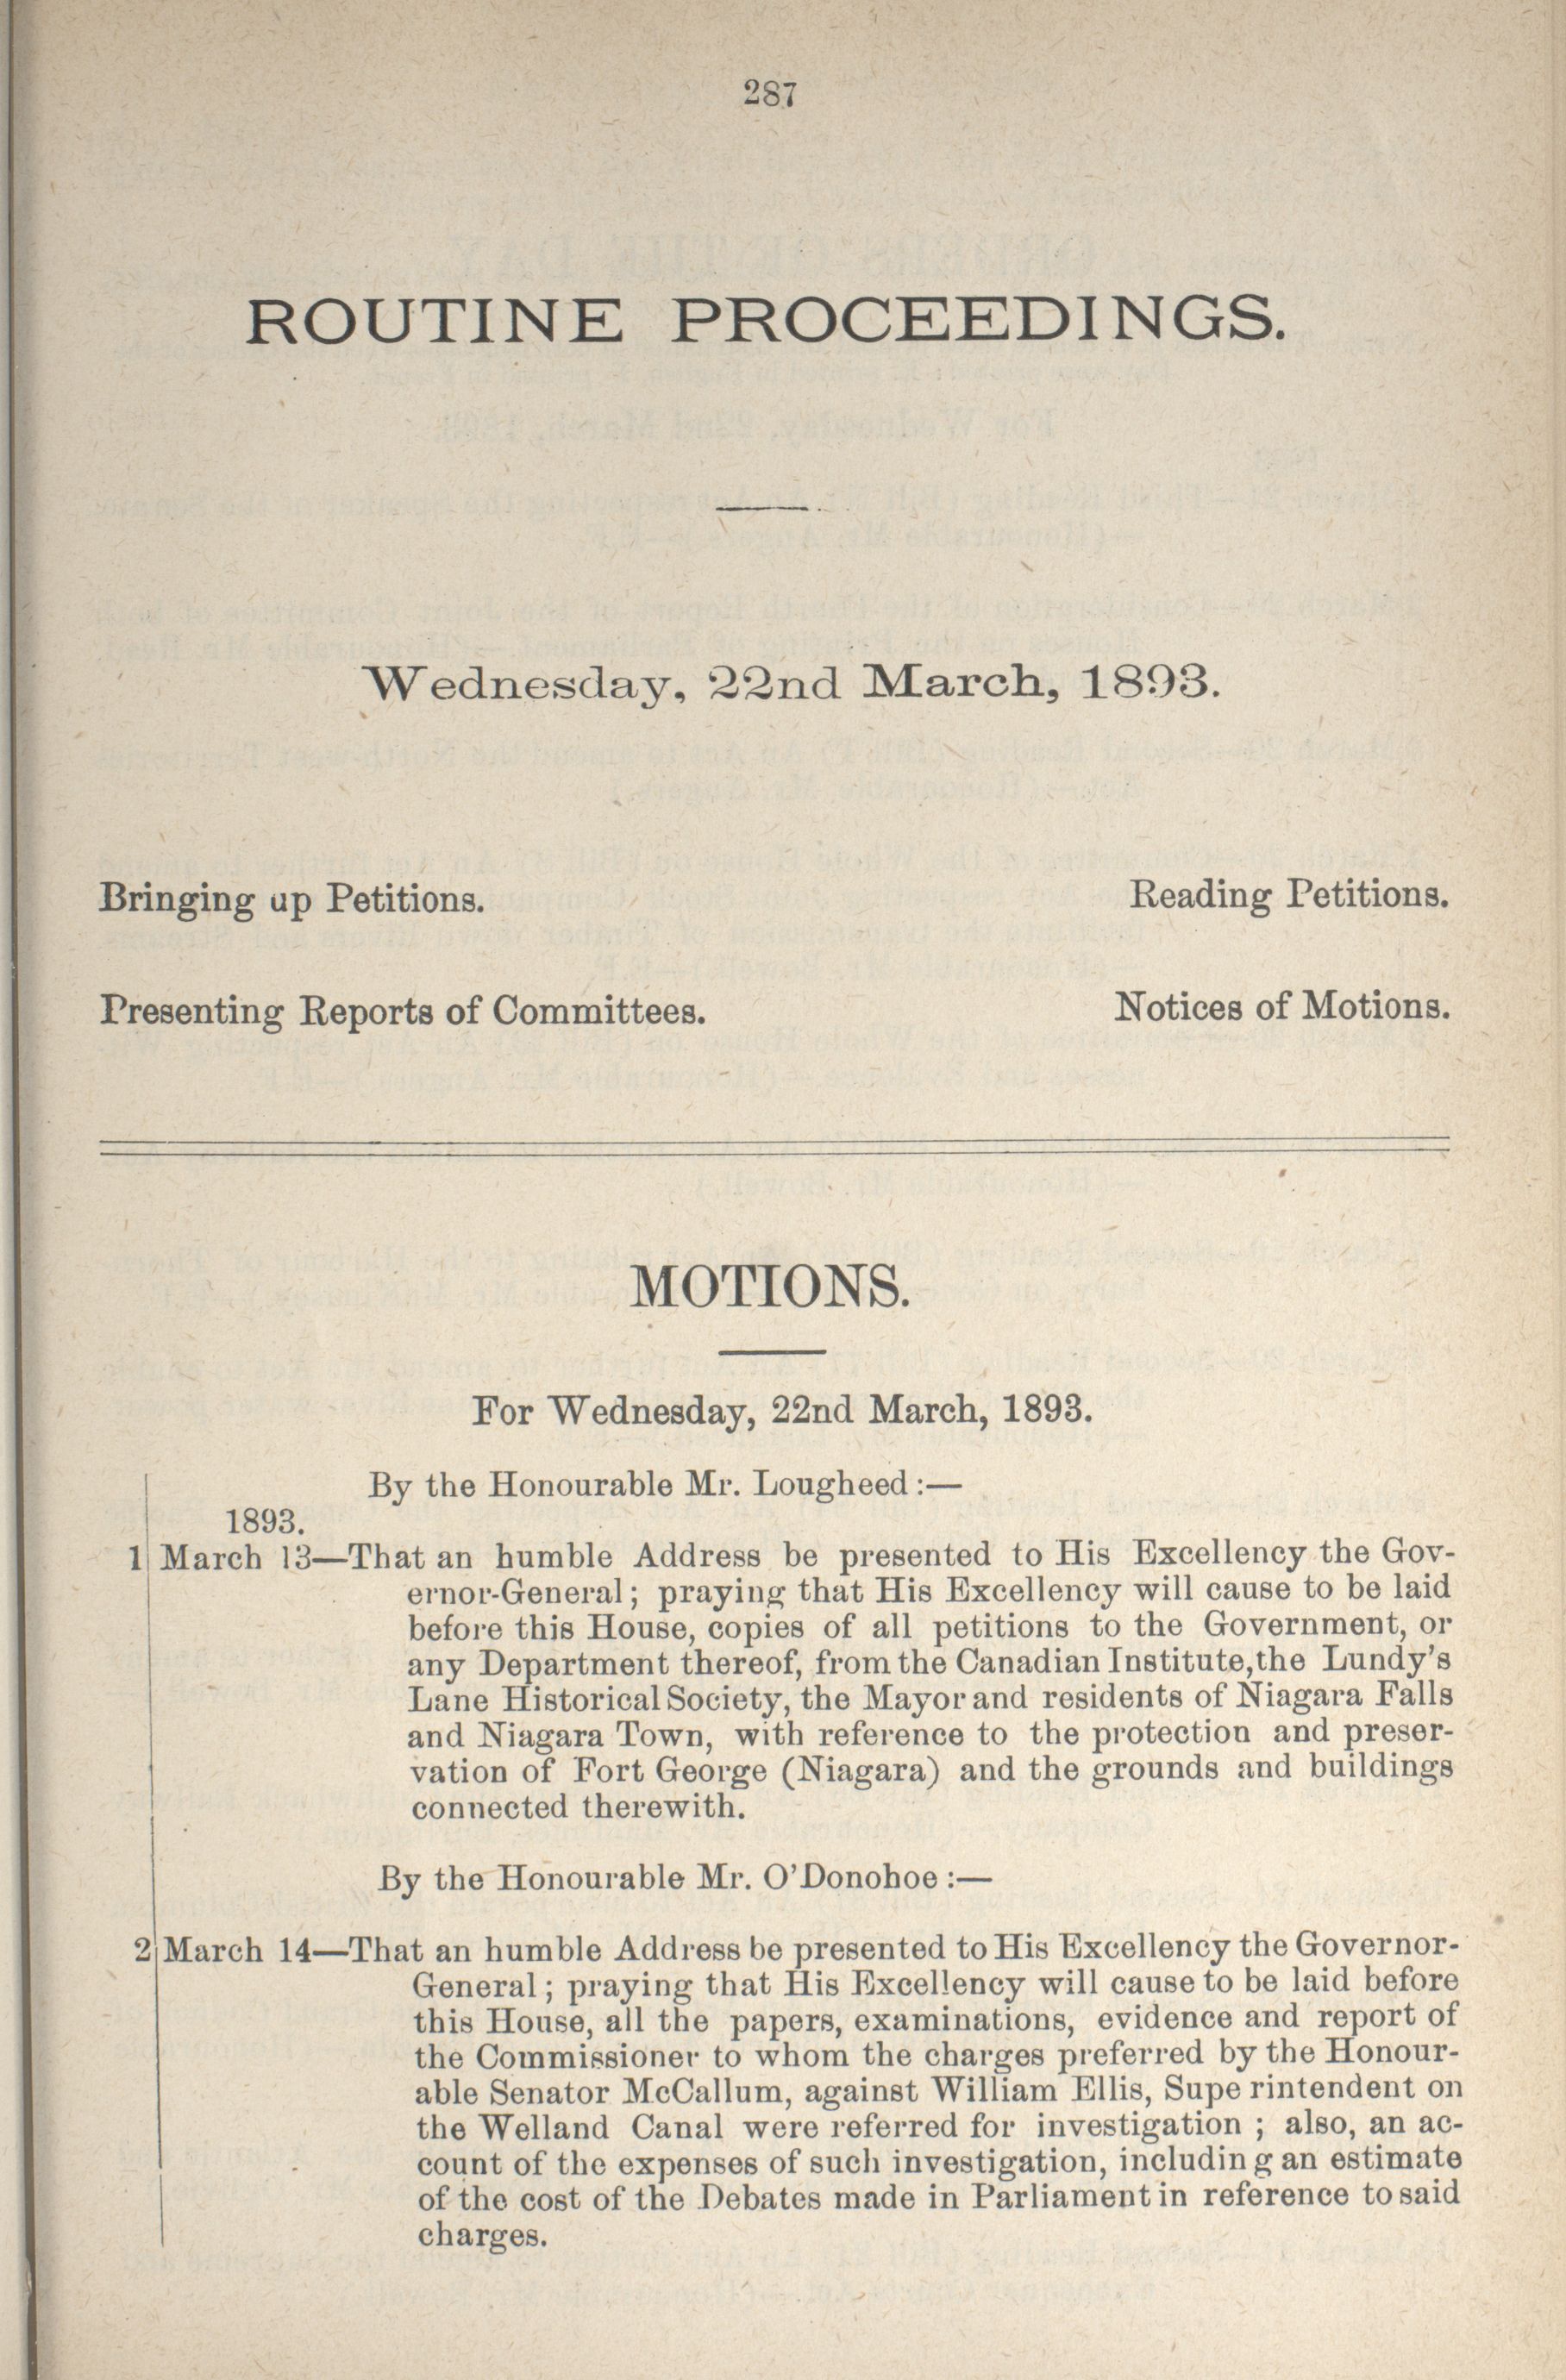 287
ROUTINE PROCEEDINGS.
Wednesday, 22nd March, 1893.
Bringing up Petitions. Reading Petitions.
Presenting Reports of Committees. Notices of Motions.
MOTIONS.
For Wednesday, 22nd March, 1893.
By the Honourable Mr. Lougheed :—
1893.
1 March 13—That an humble Address be presented to His Excellency the Gov-
ernor-General ; praying that His Excellency will cause to be laid
before this House, copies of all petitions to the Government, or
any Department thereof, from the Canadian Institute, the Lundy's
Lane Historical Society, the Mayor and residents of Niagara Falls
and Niagara Town, with reference to the protection and preser-
vation of Fort George (Niagara) and the grounds and buildings
connected therewith.
By the Honourable Mr. O'Donohoe :—
2 March 14—That an humble Address be presented to His Excellency the Governor-
General ; praying that His Excellency will cause to be laid before
this House, all the papers, examinations, evidence and report of
the Commissioner to whom the charges preferred by the Honour-
able Senator McCallum, against William Ellis, Supe rintendent on
the Welland Canal were referred for investigation ; also, an ac-
count of the expenses of such investigation, includin g an estimate
of the cost of the Debates made in Parliament in reference to said
charges.